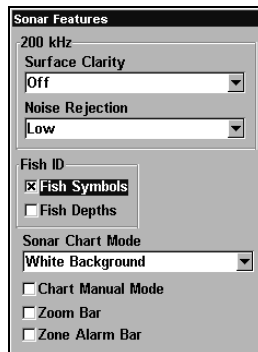 Sonar Features
200 kHz
Surface Clarity
Off
Noise Rejection
Low
Fish ID
Fish Symbols
Fish Depths
Sonar Chart Mode
White Background
Chart Manual Mode
Zoom Bar
Zone Alarm Bar